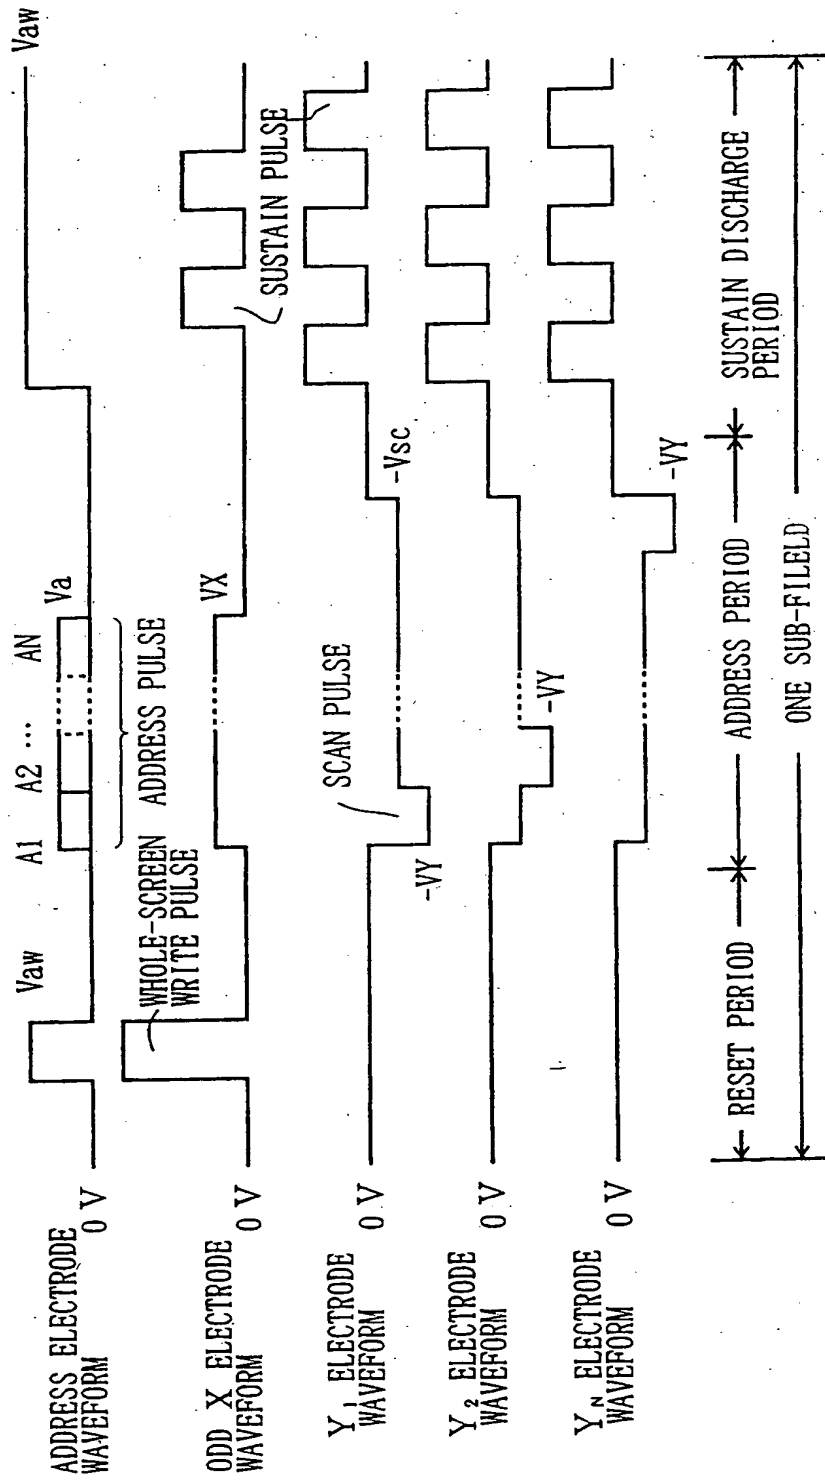 ADDRESS ELECTRODE
WAVEFORM
0 V
Vaw
A1 A2 ... AN
Va
Vaw
WHOLE-SCREEN
WRITE PULSE
ADDRESS PULSE
ODD X ELECTRODE
WAVEFORM
0 V
VX
SUSTAIN PULSE
Y1 ELECTRODE
WAVEFORM
0 V
-VY
SCAN PULSE
-Vsc
Y2 ELECTRODE
WAVEFORM
0 V
-VY
YN ELECTRODE
WAVEFORM
0 V
-VY
RESET PERIOD
ADDRESS PERIOD
SUSTAIN DISCHARGE
PERIOD
ONE SUB-FILELD